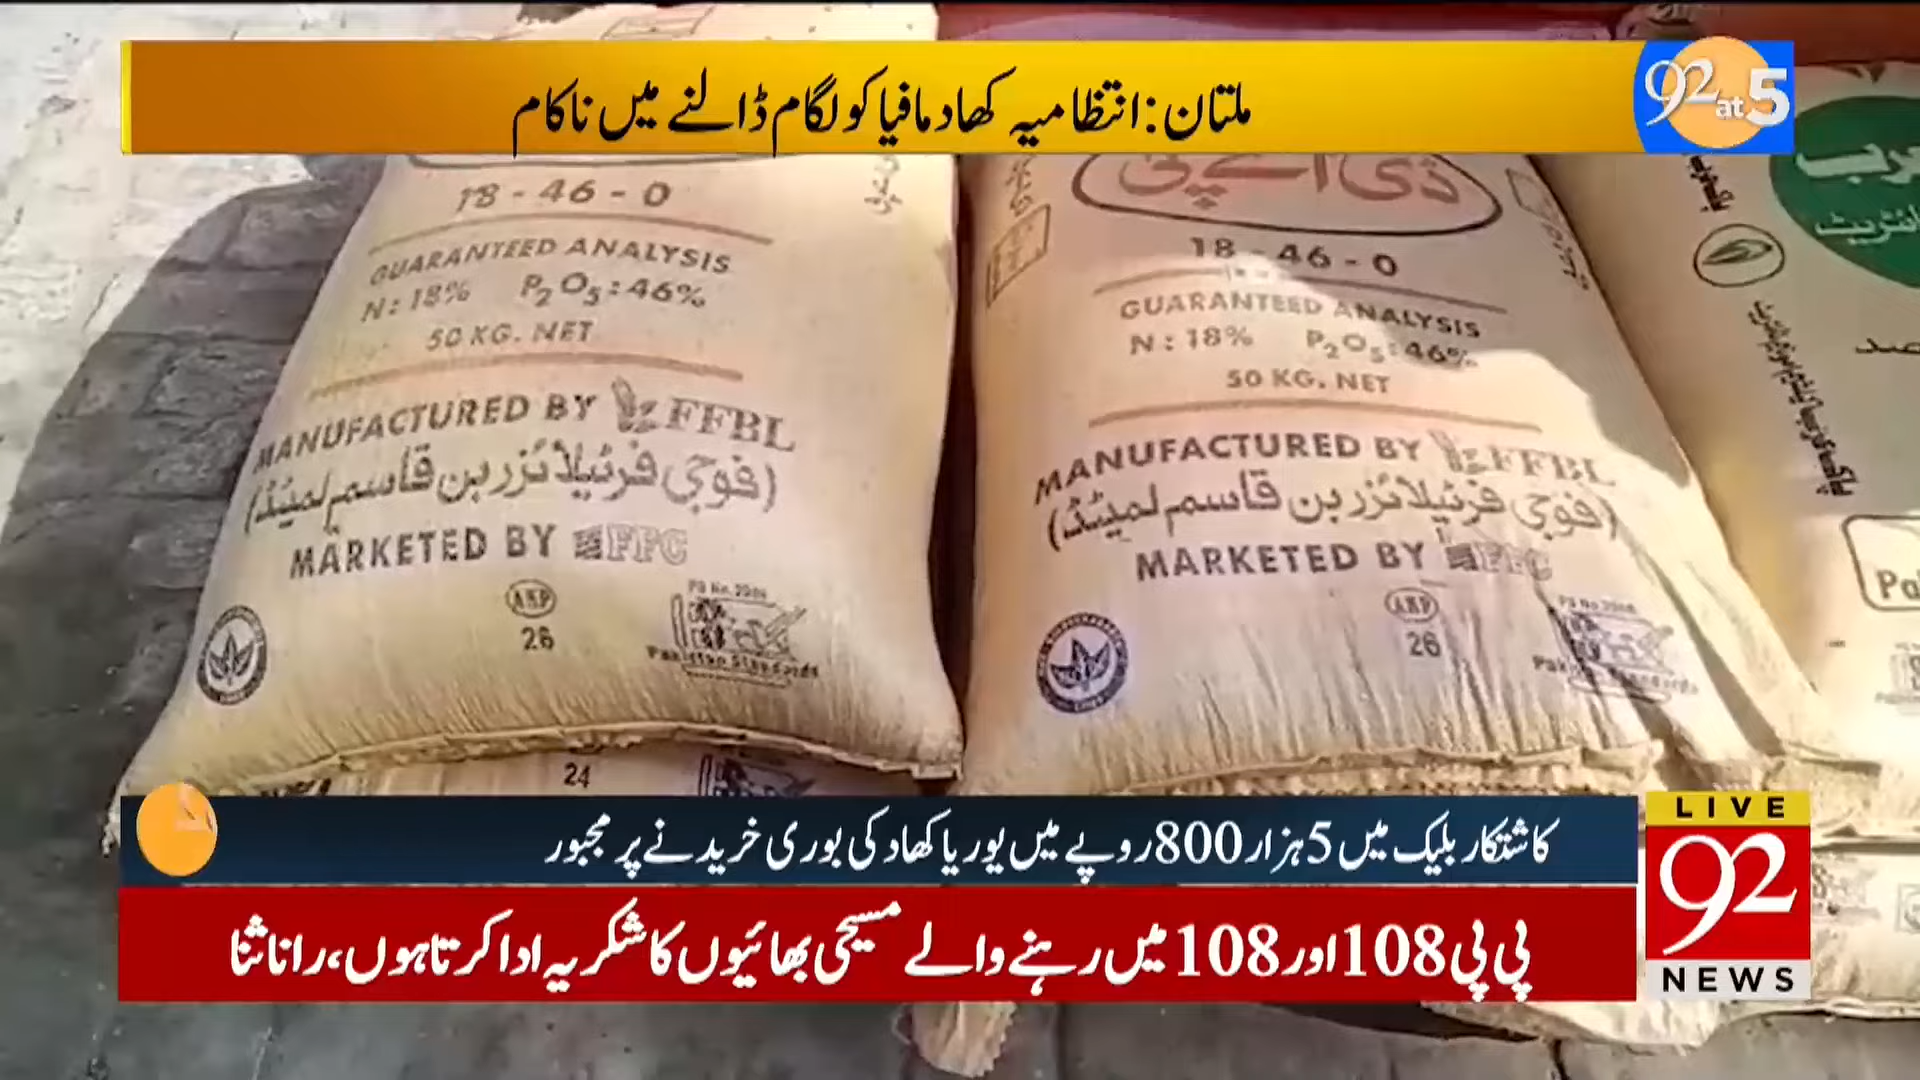 ملتان: انتظامیہ کھاد مافیا کو لگام ڈالنے میں ناکام
92 at 5
18 - 46 - 0
GUARANTEED ANALYSIS
N: 18% P2O5: 46%
50 KG. NET
MANUFACTURED BY FFBL
(فوجی فرٹیلائزر بن قاسم لمیٹڈ)
MARKETED BY FFC
26
Pakistan Standards
24
ڈی اے پی
18 - 46 - 0
GUARANTEED ANALYSIS
N: 18% P2O5: 46%
50 KG. NET
MANUFACTURED BY FFBL
(فوجی فرٹیلائزر بن قاسم لمیٹڈ)
MARKETED BY FFC
26
Pakistan Standards
کاشتکار بلیک میں 5 ہزار 800 روپے میں یوریا کھاد کی بوری خریدنے پر مجبور
پی پی 108 اور 108 میں رہنے والے مسیحی بھائیوں کا شکریہ ادا کرتا ہوں، رانا ثنا
LIVE
92
NEWS